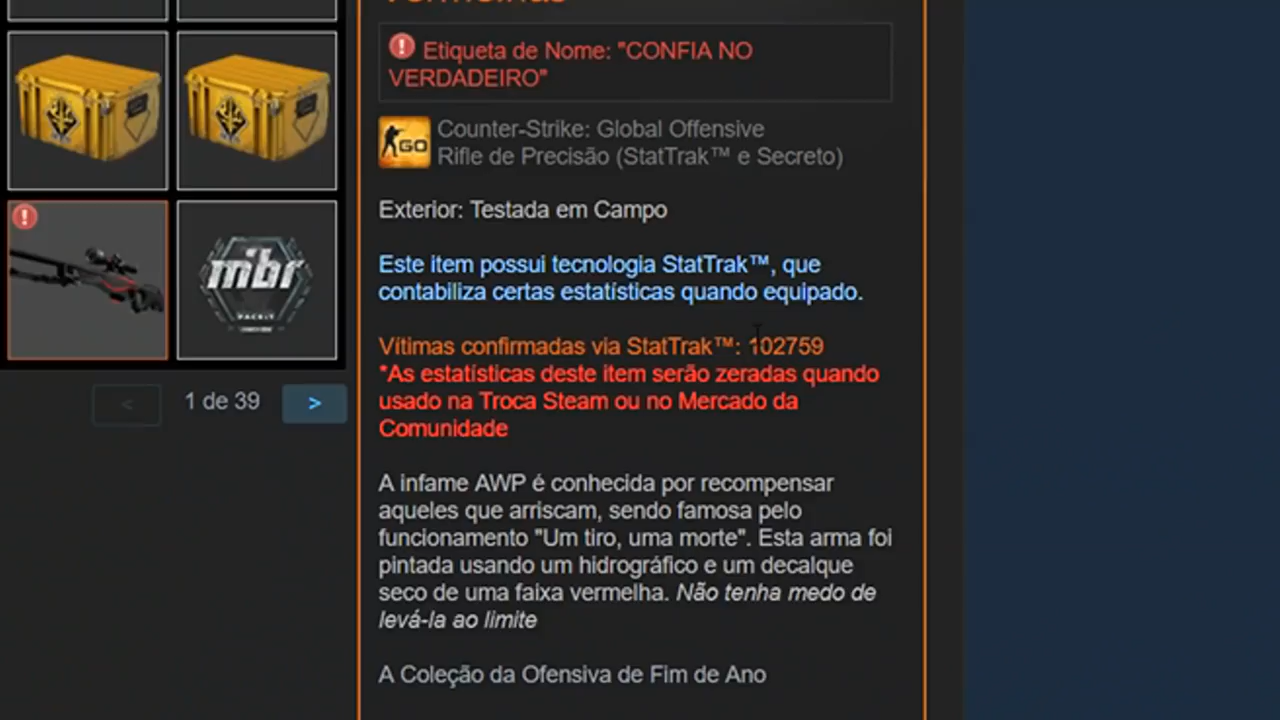 Etiqueta de Nome: "CONFIA NO
VERDADEIRO"
GO
Counter-Strike: Global Offensive
Rifle de Precisão (StatTrak™ e Secreto)
Exterior: Testada em Campo
Este item possui tecnologia StatTrak™, que
contabiliza certas estatísticas quando equipado.
mibr
Vítimas confirmadas via StatTrak™: 102759
*As estatísticas deste item serão zeradas quando
usado na Troca Steam ou no Mercado da
Comunidade
< 1 de 39 >
A infame AWP é conhecida por recompensar
aqueles que arriscam, sendo famosa pelo
funcionamento "Um tiro, uma morte". Esta arma foi
pintada usando um hidrográfico e um decalque
seco de uma faixa vermelha. Não tenha medo de
levá-la ao limite
A Coleção da Ofensiva de Fim de Ano